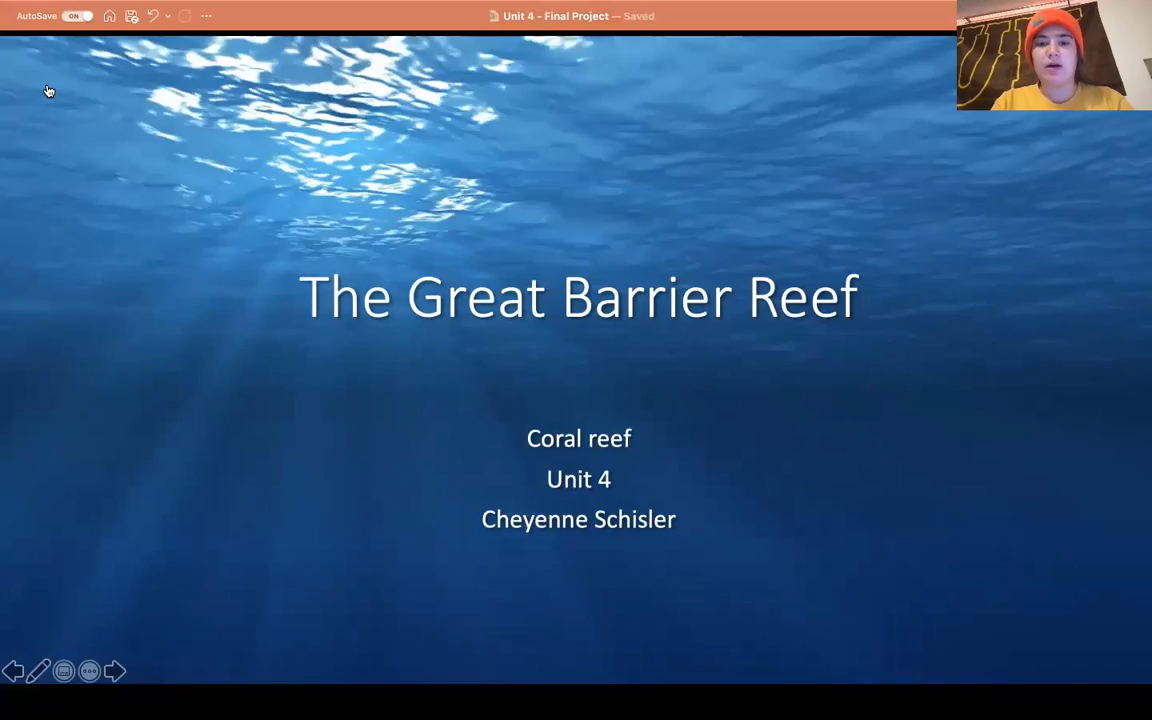 AutoSave ON
Unit 4 - Final Project — Saved
The Great Barrier Reef
Coral reef
Unit 4
Cheyenne Schisler